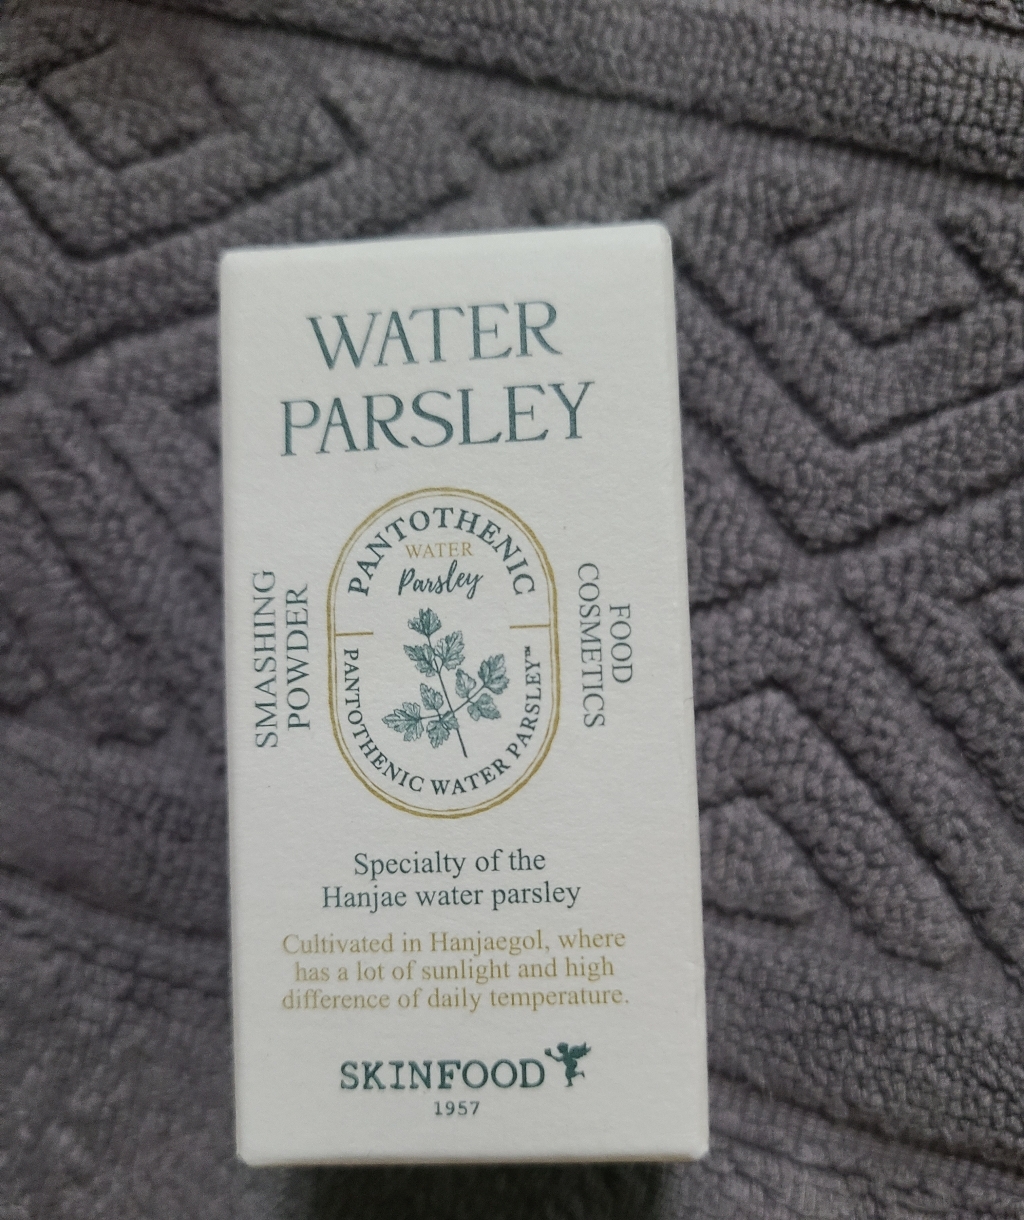 WATER
PARSLEY
PANTOTHENIC
WATER
Parsley
PANTOTHENIC WATER PARSLEY™
SMASHING
POWDER
FOOD
COSMETICS
Specialty of the
Hanjae water parsley
Cultivated in Hanjaegol, where
has a lot of sunlight and high
difference of daily temperature.
SKINFOOD
1957